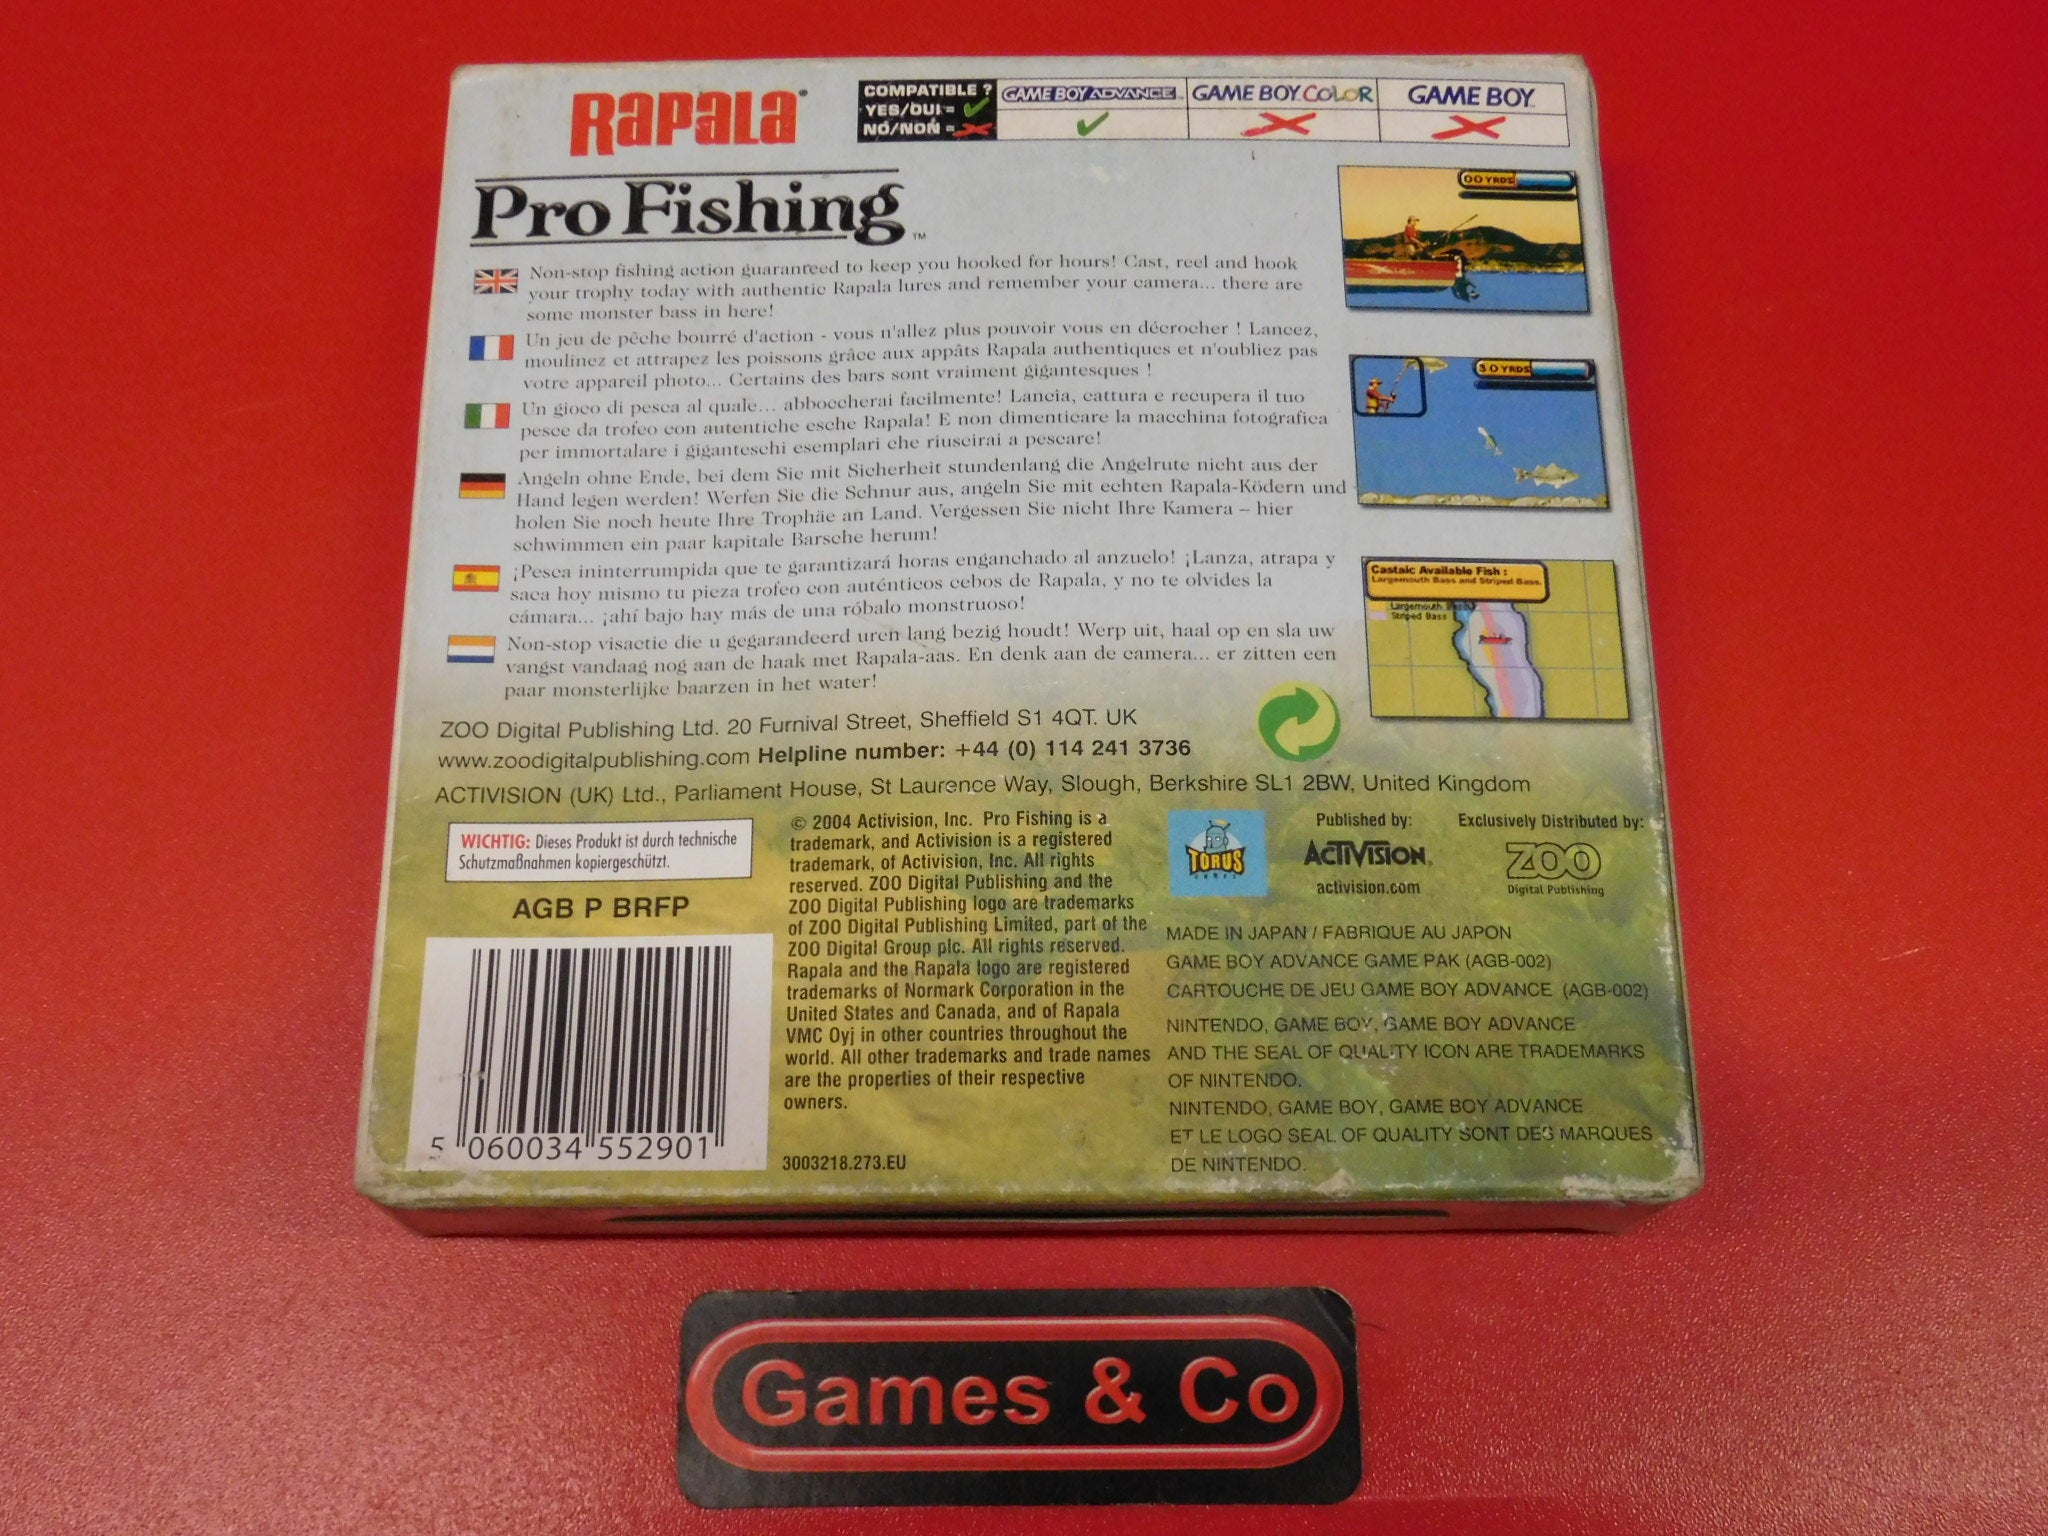 RAPALA®
COMPATIBLE ?
YES/OUI =
NO/NON =
GAME BOY ADVANCE™
GAME BOY COLOR
GAME BOY™
Pro Fishing™
Non-stop fishing action guaranteed to keep you hooked for hours! Cast, reel and hook
your trophy today with authentic Rapala lures and remember your camera... there are
some monster bass in here!
Un jeu de pêche bourré d'action - vous n'allez plus pouvoir vous en décrocher ! Lancez,
moulinez et attrapez les poissons grâce aux appâts Rapala authentiques et n'oubliez pas
votre appareil photo... Certains des bars sont vraiment gigantesques !
Un gioco di pesca al quale... abboccherai facilmente! Lancia, cattura e recupera il tuo
pesce da trofeo con autentiche esche Rapala! E non dimenticare la macchina fotografica
per immortalare i giganteschi esemplari che riuscirai a pescare!
Angeln ohne Ende, bei dem Sie mit Sicherheit stundenlang die Angelrute nicht aus der
Hand legen werden! Werfen Sie die Schnur aus, angeln Sie mit echten Rapala-Ködern und
holen Sie noch heute Ihre Trophäe an Land. Vergessen Sie nicht Ihre Kamera – hier
schwimmen ein paar kapitale Barsche herum!
¡Pesca ininterrumpida que te garantizará horas enganchado al anzuelo! ¡Lanza, atrapa y
saca hoy mismo tu pieza trofeo con auténticos cebos de Rapala, y no te olvides la
cámara... ¡ahí bajo hay más de una róbalo monstruoso!
Non-stop visactie die u gegarandeerd uren lang bezig houdt! Werp uit, haal op en sla uw
vangst vandaag nog aan de haak met Rapala-aas. En denk aan de camera... er zitten een
paar monsterlijke baarzen in het water!
00 YRDS
30 YRDS
Castaic Available Fish :
Largemouth Bass and Striped Bass.
Largemouth Bass
Striped Bass
ZOO Digital Publishing Ltd. 20 Furnival Street, Sheffield S1 4QT. UK
www.zoodigitalpublishing.com Helpline number: +44 (0) 114 241 3736
ACTIVISION (UK) Ltd., Parliament House, St Laurence Way, Slough, Berkshire SL1 2BW, United Kingdom
WICHTIG: Dieses Produkt ist durch technische
Schutzmaßnahmen kopiergeschützt.
AGB P BRFP
5 060034 552901
© 2004 Activision, Inc. Pro Fishing is a
trademark, and Activision is a registered
trademark, of Activision, Inc. All rights
reserved. ZOO Digital Publishing and the
ZOO Digital Publishing logo are trademarks
of ZOO Digital Publishing Limited, part of the
ZOO Digital Group plc. All rights reserved.
Rapala and the Rapala logo are registered
trademarks of Normark Corporation in the
United States and Canada, and of Rapala
VMC Oyj in other countries throughout the
world. All other trademarks and trade names
are the properties of their respective
owners.
3003218.273.EU
TORUS
GAMES
Published by:
ACTIVISION®
activision.com
Exclusively Distributed by:
ZOO
Digital Publishing
MADE IN JAPAN / FABRIQUE AU JAPON
GAME BOY ADVANCE GAME PAK (AGB-002)
CARTOUCHE DE JEU GAME BOY ADVANCE (AGB-002)
NINTENDO, GAME BOY, GAME BOY ADVANCE
AND THE SEAL OF QUALITY ICON ARE TRADEMARKS
OF NINTENDO.
NINTENDO, GAME BOY, GAME BOY ADVANCE
ET LE LOGO SEAL OF QUALITY SONT DES MARQUES
DE NINTENDO.
Games & Co